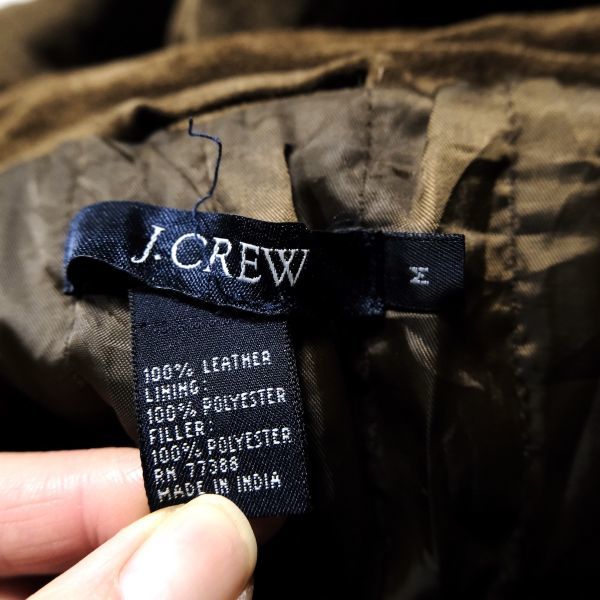 J.CREW
M
100% LEATHER
LINING:
100% POLYESTER
FILLER:
100% POLYESTER
RN 77388
MADE IN INDIA